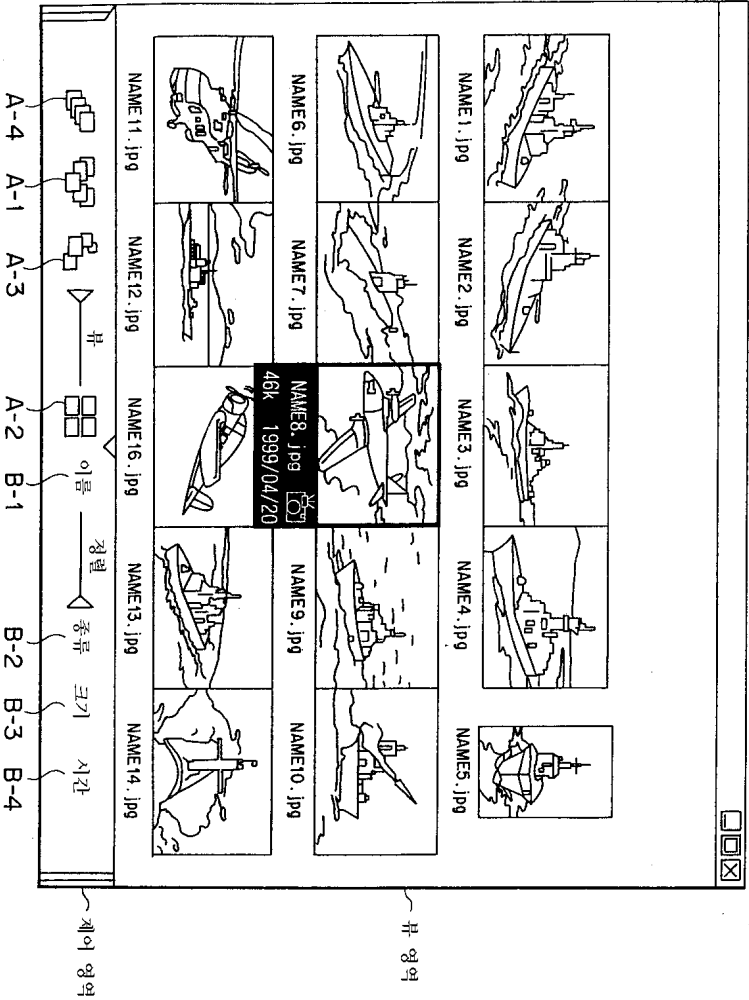 NAME1.jpg NAME2.jpg NAME3.jpg NAME4.jpg NAME5.jpg
NAME6.jpg NAME7.jpg NAME8.jpg NAME9.jpg NAME10.jpg
46k 1999/04/20
NAME11.jpg NAME12.jpg NAME16.jpg NAME13.jpg NAME14.jpg
뷰 이름 정렬 종류 크기 시간
A-4 A-1 A-3 A-2 B-1 B-2 B-3 B-4
뷰 영역
제어 영역